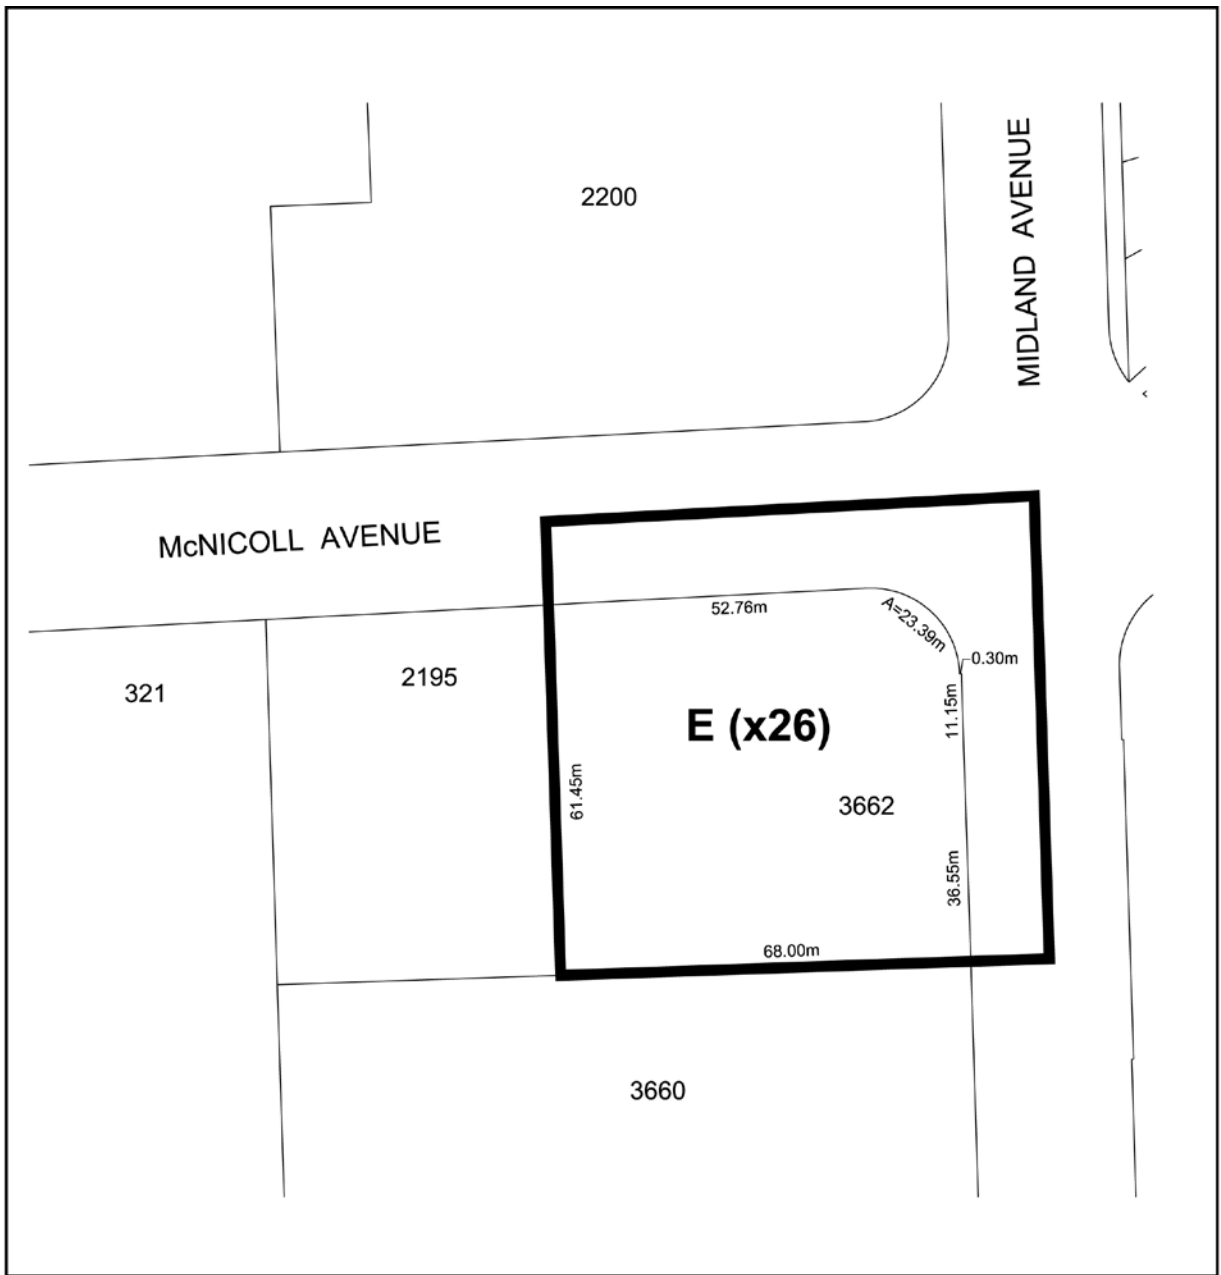 2200
MIDLAND AVENUE
McNICOLL AVENUE
52.76m
A=23.39m
0.30m
321
2195
11.15m
E (x26)
61.45m
3662
36.55m
68.00m
3660